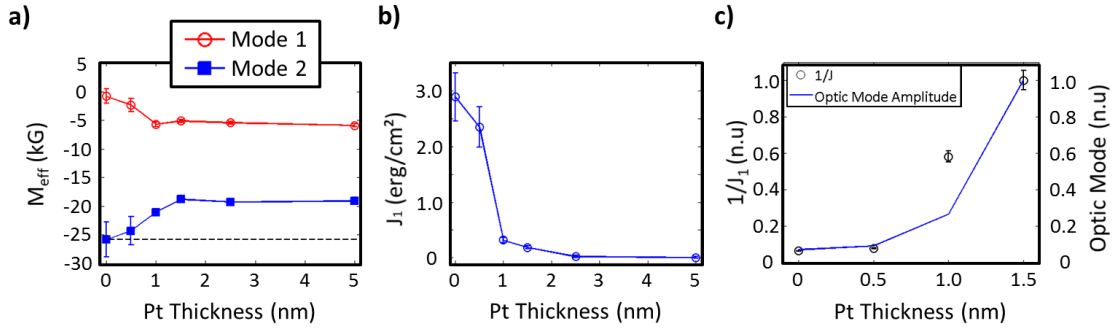 a)
Mode 1
Mode 2
5
0
-5
-10
-15
-20
-25
-30
M_eff (kG)
0 1 2 3 4 5
Pt Thickness (nm)
b)
3.0
2.0
1.0
0
J₁ (erg/cm²)
0 1 2 3 4 5
Pt Thickness (nm)
c)
1/J
Optic Mode Amplitude
1.0
0.8
0.6
0.4
0.2
0
1/J₁ (n.u)
1.0
0.8
0.6
0.4
0.2
0
Optic Mode (n.u)
0 0.5 1.0 1.5
Pt Thickness (nm)